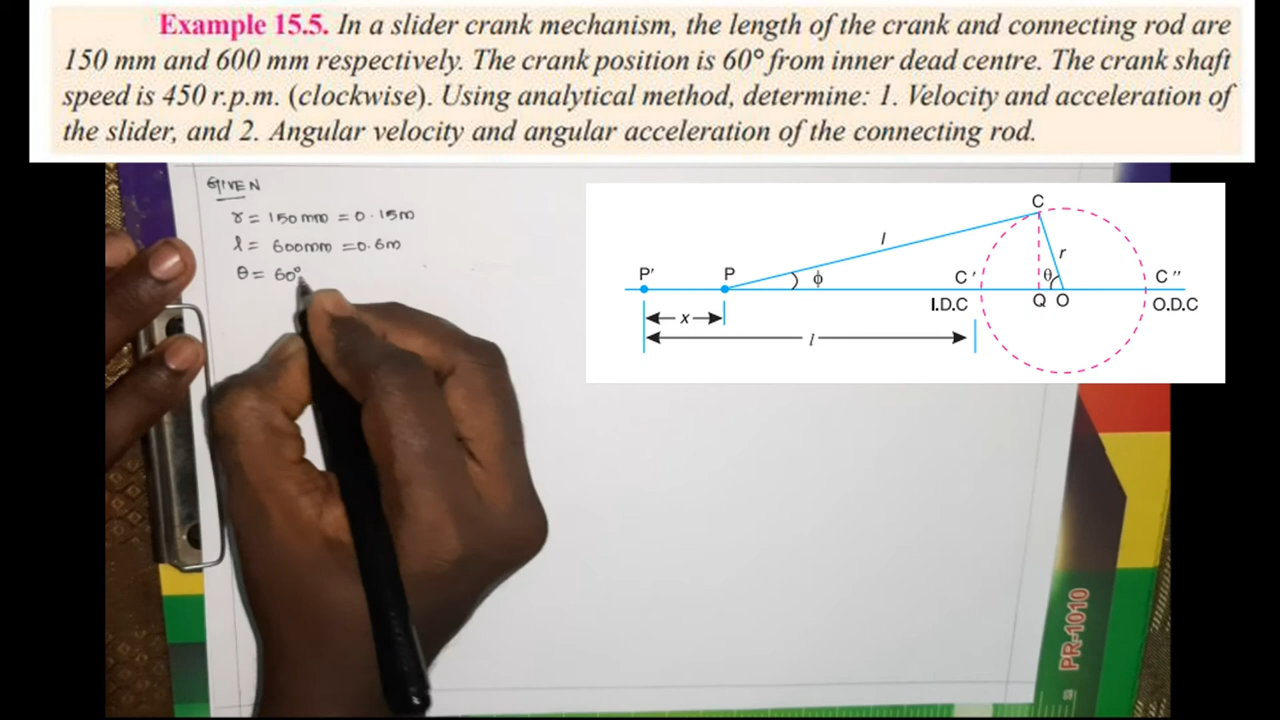 Example 15.5. In a slider crank mechanism, the length of the crank and connecting rod are
150 mm and 600 mm respectively. The crank position is 60° from inner dead centre. The crank shaft
speed is 450 r.p.m. (clockwise). Using analytical method, determine: 1. Velocity and acceleration of
the slider, and 2. Angular velocity and angular acceleration of the connecting rod.
GIVEN
r = 150 mm = 0.15m
l = 600mm = 0.6m
θ = 60°
C
l
r
P'
P
ϕ
C'
θ
C''
I.D.C
Q O
O.D.C
x
l
PR-1010